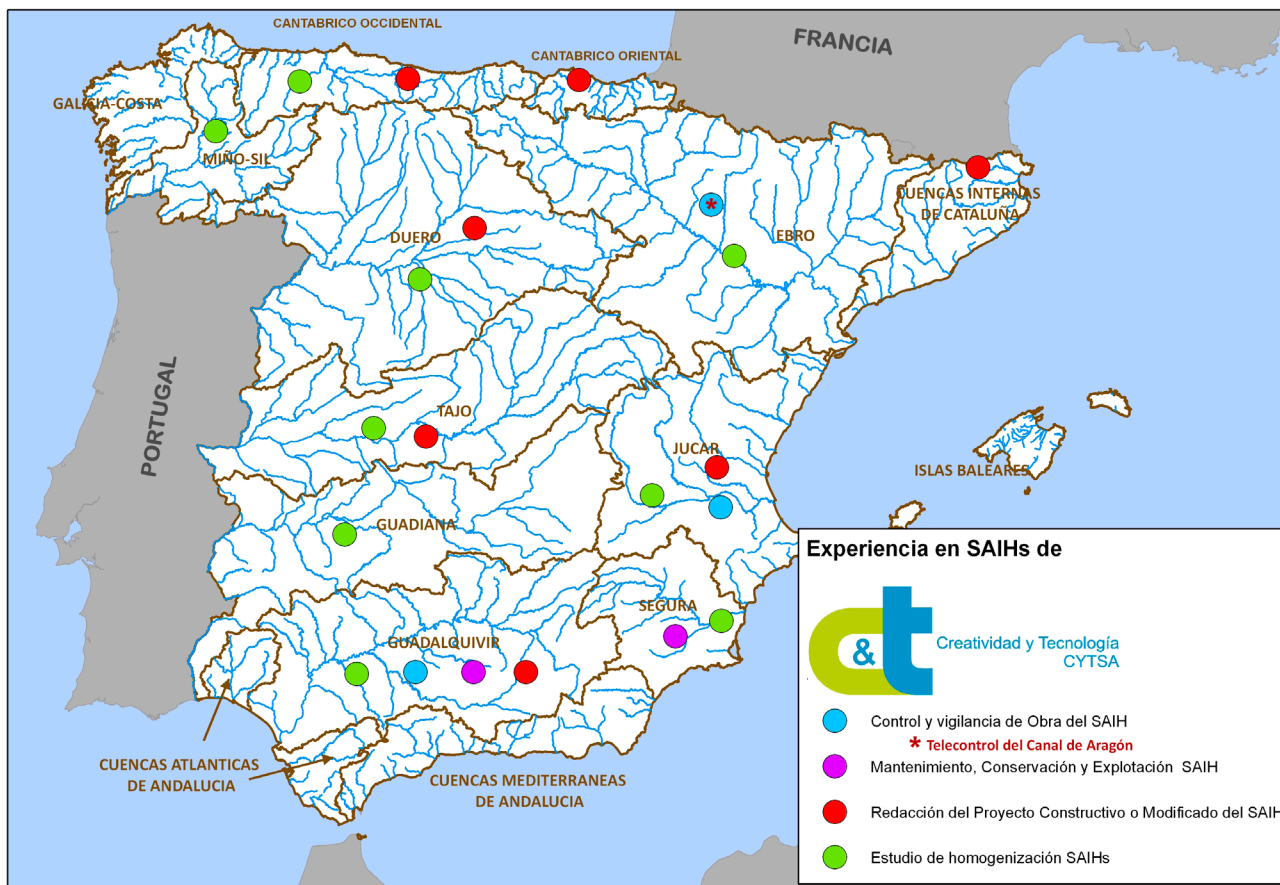 CANTABRICO OCCIDENTAL
CANTABRICO ORIENTAL
FRANCIA
GALICIA-COSTA
MIÑO-SIL
CUENCAS INTERNAS
DE CATALUÑA
DUERO
EBRO
PORTUGAL
TAJO
JUCAR
ISLAS BALEARES
GUADIANA
SEGURA
GUADALQUIVIR
CUENCAS ATLANTICAS
DE ANDALUCIA
CUENCAS MEDITERRANEAS
DE ANDALUCIA
Experiencia en SAIHs de
c&t
Creatividad y Tecnología
CYTSA
Control y vigilancia de Obra del SAIH
* Telecontrol del Canal de Aragón
Mantenimiento, Conservación y Explotación SAIH
Redacción del Proyecto Constructivo o Modificado del SAIH
Estudio de homogenización SAIHs